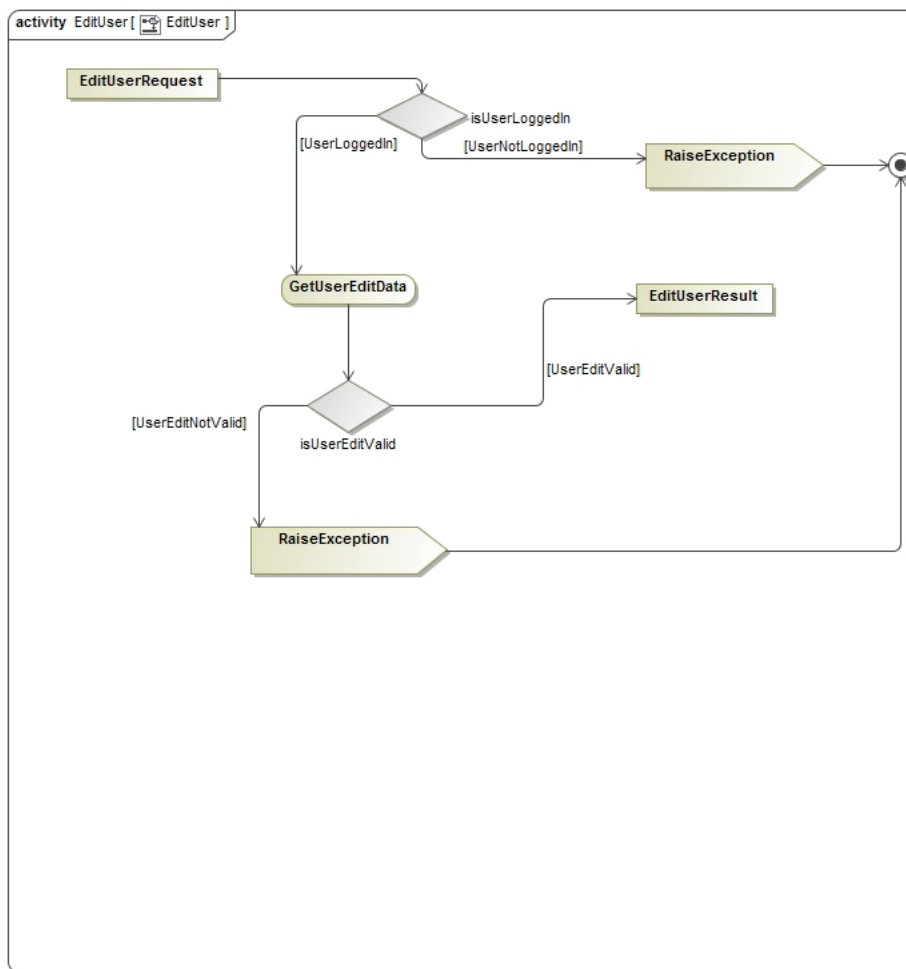 activity EditUser [ EditUser ]
EditUserRequest
isUserLoggedIn
[UserLoggedIn]
[UserNotLoggedIn]
RaiseException
GetUserEditData
EditUserResult
[UserEditValid]
[UserEditNotValid]
isUserEditValid
RaiseException